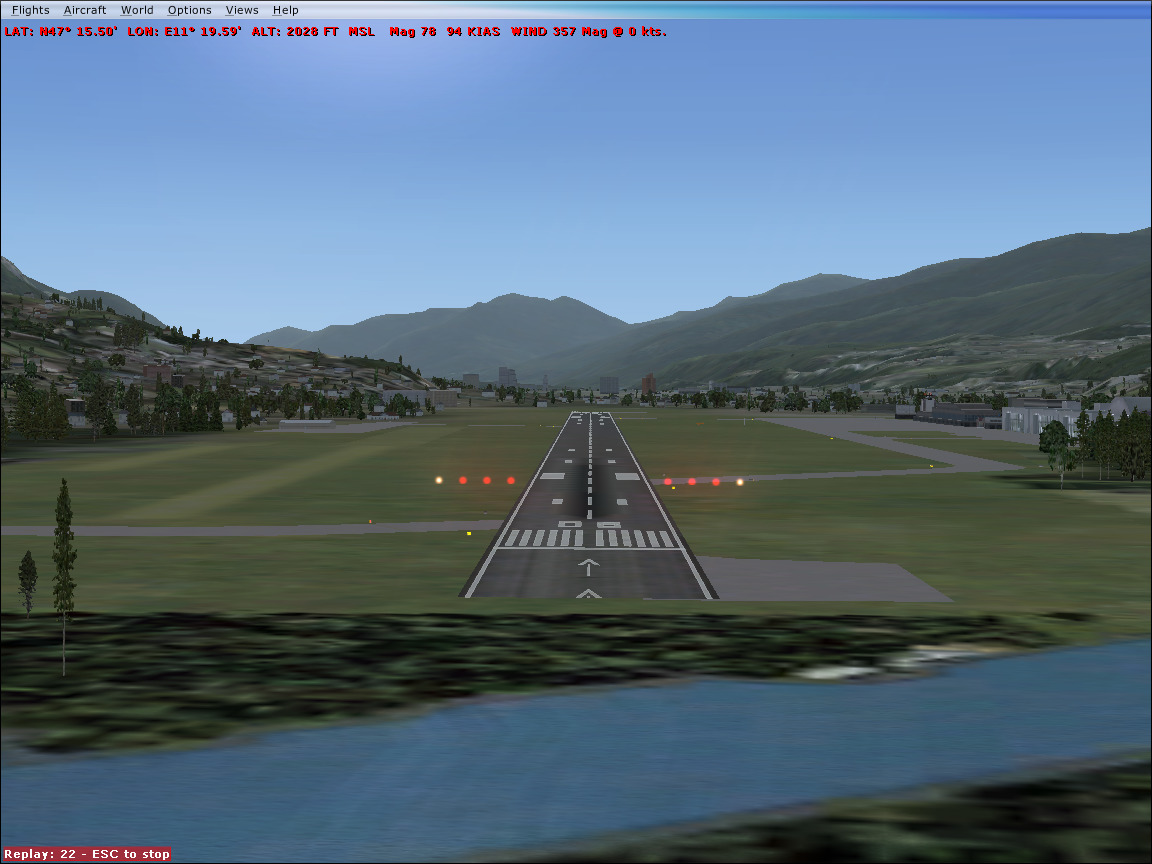 Flights Aircraft World Options Views Help
LAT: N47° 15.50' LON: E11° 19.59' ALT: 2028 FT MSL Mag 78 94 KIAS WIND 357 Mag @ 0 kts.
Replay: 22 - ESC to stop